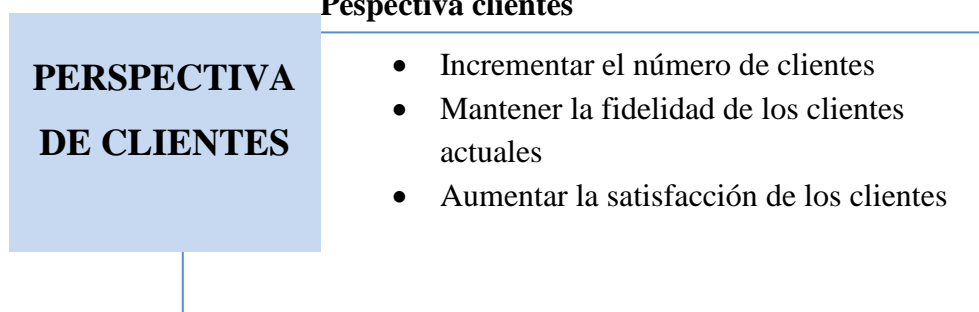 Pespectiva clientes
PERSPECTIVA
DE CLIENTES
• Incrementar el número de clientes
• Mantener la fidelidad de los clientes
actuales
• Aumentar la satisfacción de los clientes